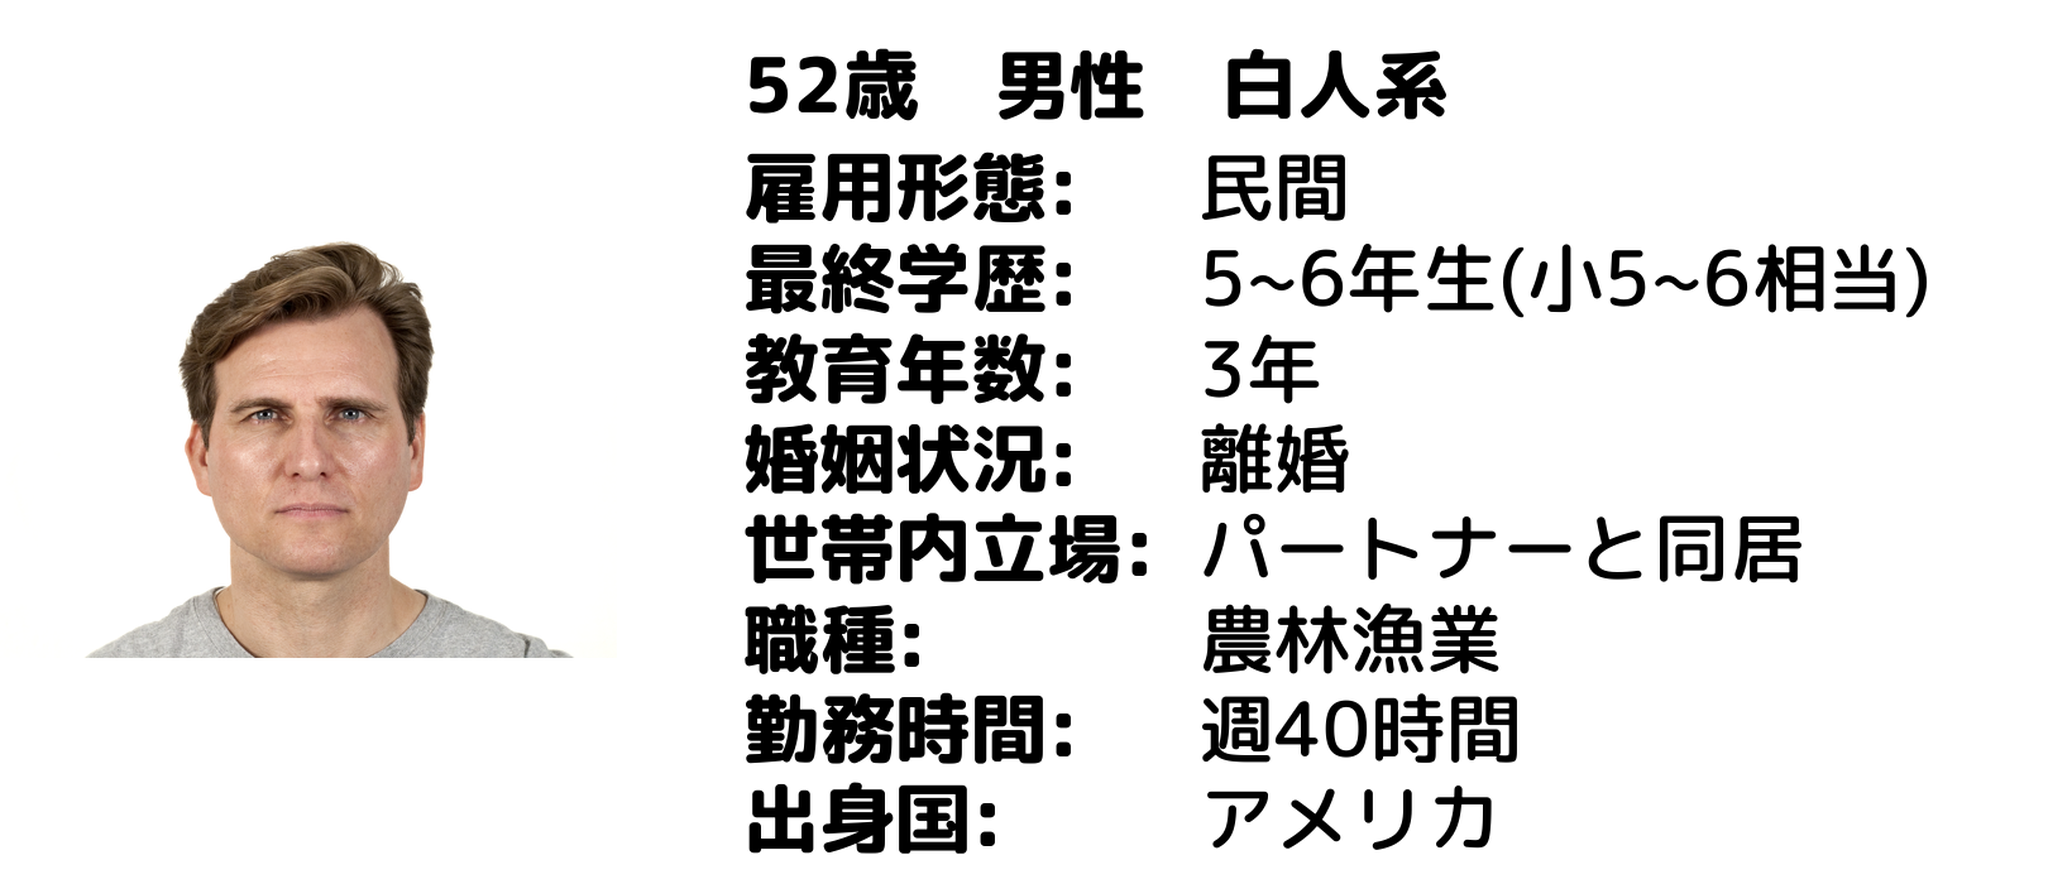 52歳　男性　白人系
雇用形態: 民間
最終学歴: 5~6年生(小5~6相当)
教育年数: 3年
婚姻状況: 離婚
世帯内立場: パートナーと同居
職種: 農林漁業
勤務時間: 週40時間
出身国: アメリカ